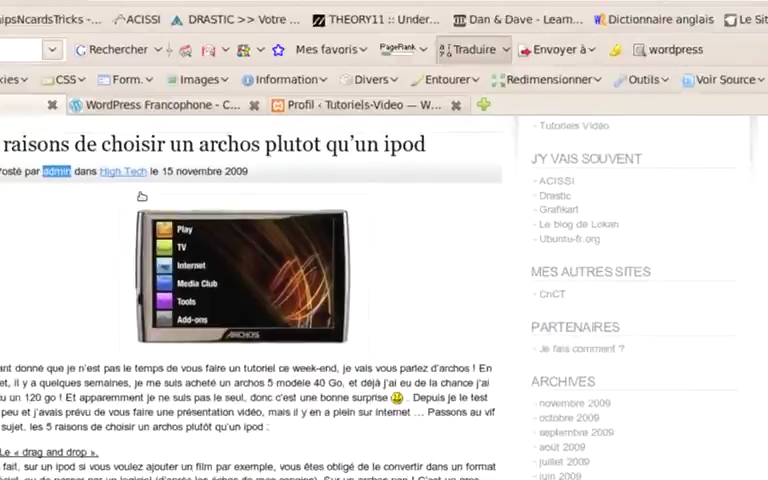 ACISSI
DRASTIC >> Votre ...
THEORY11 :: Under...
Dan & Dave - Learn...
Dictionnaire anglais
Le Sit
Rechercher
Mes favoris
PageRank
Traduire
Envoyer à
wordpress
CSS
Form.
Images
Information
Divers
Entourer
Redimensionner
Outils
Voir Source
WordPress Francophone - C...
Profil ‹ Tutoriels-Video — W...
raisons de choisir un archos plutot qu'un ipod
Posté par admin dans High Tech le 15 novembre 2009
Play
TV
Internet
Media Club
Tools
Add-ons
ARCHOS
ant donné que je n'est pas le temps de vous faire un tutoriel ce week-end, je vais vous parlez d'archos ! En
et, il y a quelques semaines, je me suis acheté un archos 5 modèle 40 Go, et déjà j'ai eu de la chance j'ai
u un 120 go ! Et apparemment je ne suis pas le seul, donc c'est une bonne surprise . Depuis je le test
peu et j'avais prévu de vous faire une présentation vidéo, mais il y en a plein sur internet ... Passons au vif
sujet, les 5 raisons de choisir un archos plutôt qu'un ipod :
Le « drag and drop ».
fait, sur un ipod si vous voulez ajouter un film par exemple, vous êtes obligé de le convertir dans un format
Tutoriels Vidéo
J'Y VAIS SOUVENT
ACISSI
Drastic
Grafikart
Le blog de Lokan
Ubuntu-fr.org
MES AUTRES SITES
CnCT
PARTENAIRES
Je fais comment ?
ARCHIVES
novembre 2009
octobre 2009
septembre 2009
août 2009
juillet 2009
juin 2009